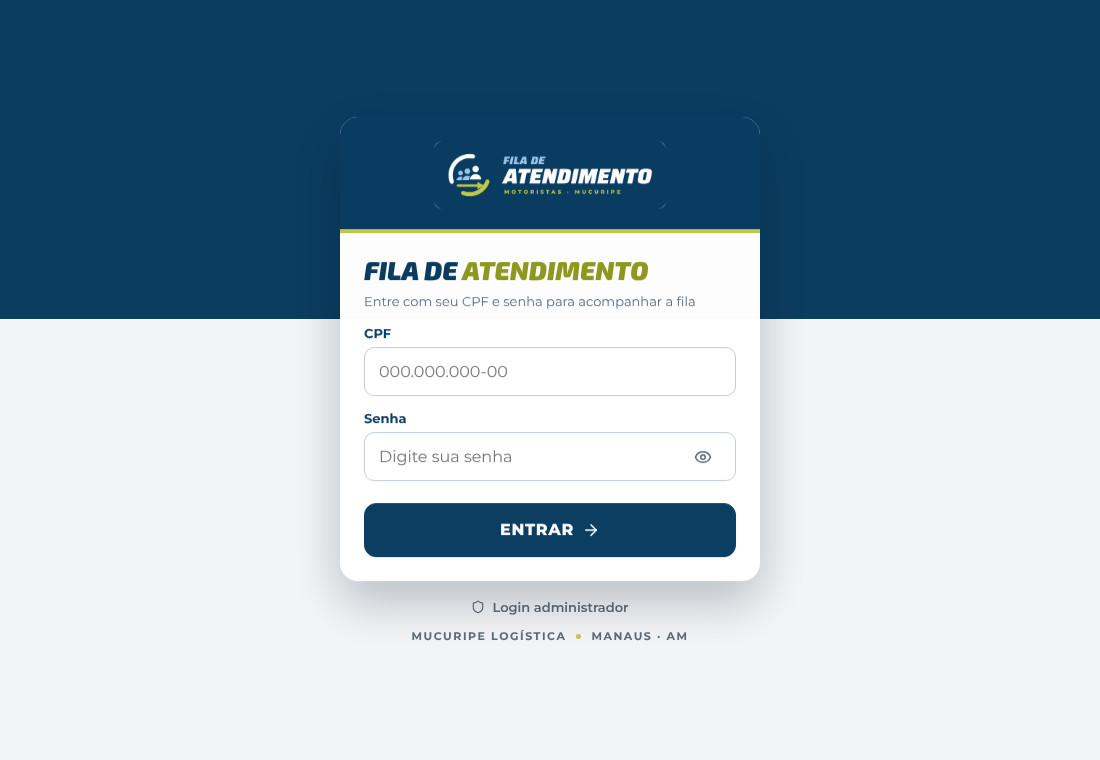 FILA DE
ATENDIMENTO
MOTORISTAS · MUCURIPE
FILA DE ATENDIMENTO
Entre com seu CPF e senha para acompanhar a fila
CPF
000.000.000-00
Senha
Digite sua senha
ENTRAR →
Login administrador
MUCURIPE LOGÍSTICA • MANAUS · AM